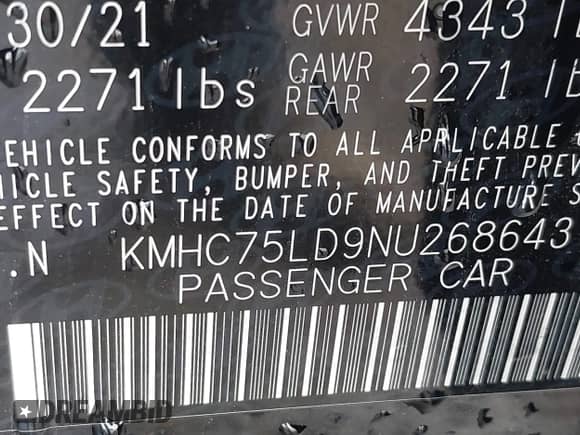 30/21 GVWR 4343 l
2271 lbs GAWR REAR 2271 l
EHICLE CONFORMS TO ALL APPLICABLE
ICLE SAFETY, BUMPER, AND THEFT PREV
EFFECT ON THE DATE OF MANUFACTURE S
.N KMHC75LD9NU268643
PASSENGER CAR
DREAMBID